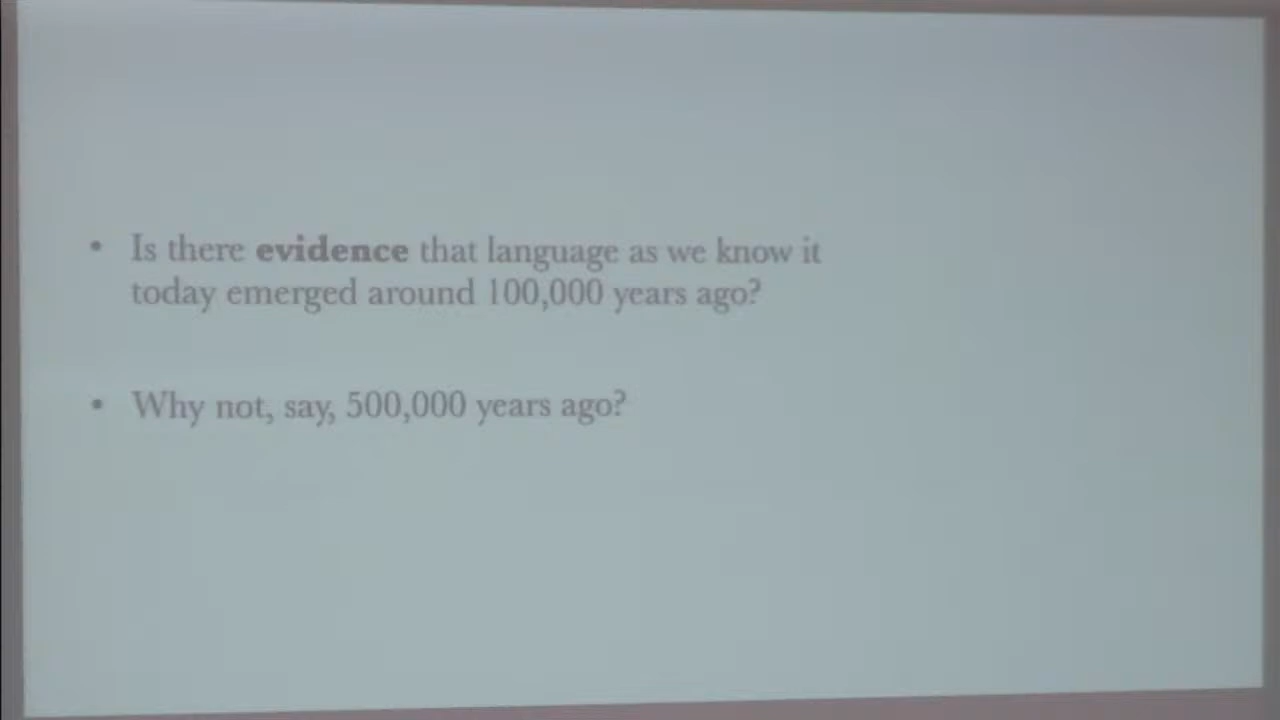 • Is there evidence that language as we know it
today emerged around 100,000 years ago?
• Why not, say, 500,000 years ago?